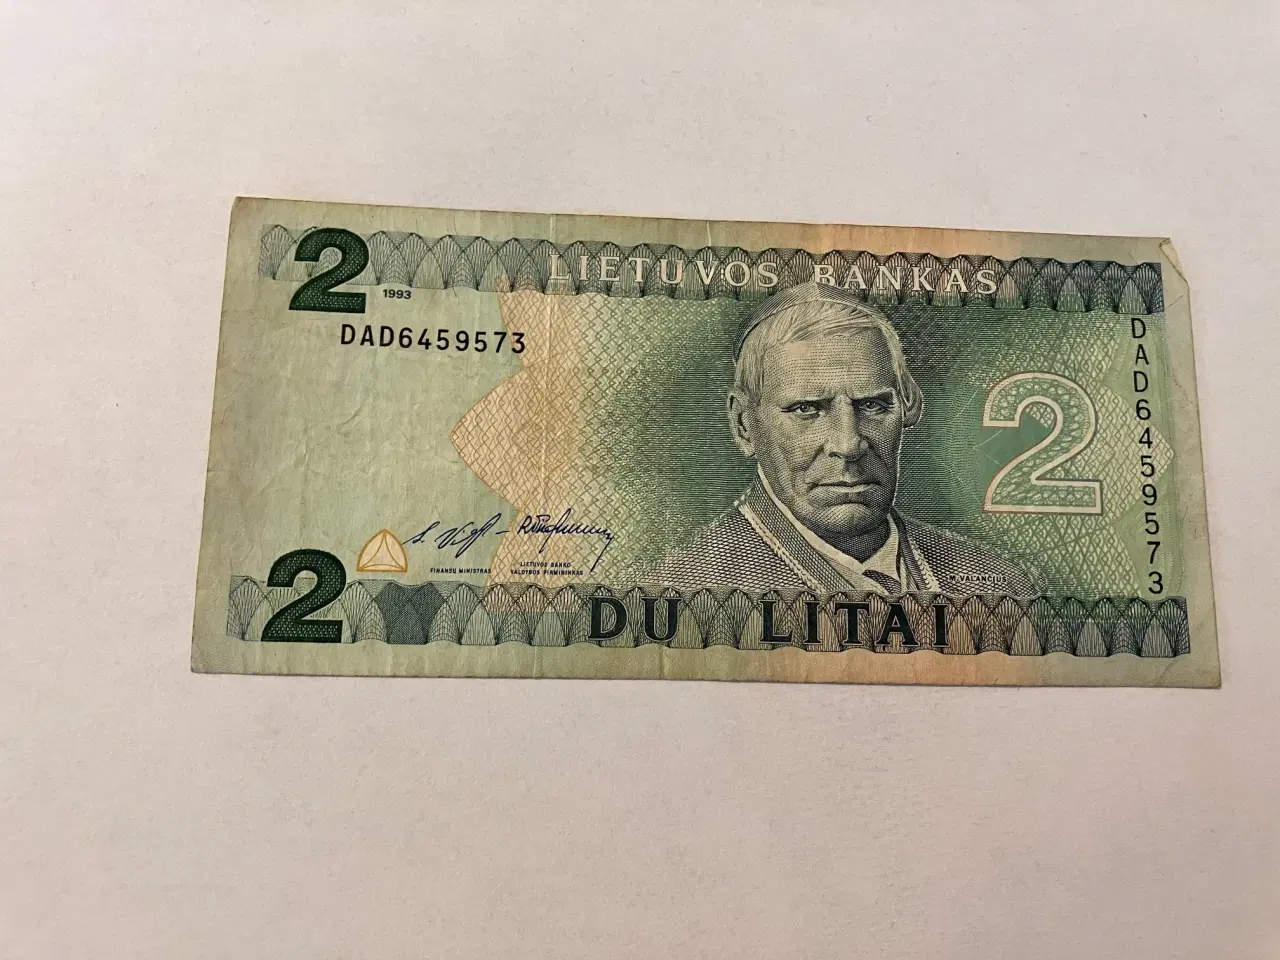 2
LIETUVOS BANKAS
1993
DAD6459573
DAD6459573
2
FINANSŲ MINISTRAS
LIETUVOS BANKO
VALDYBOS PIRMININKAS
M. VALANČIUS
2
DU LITAI